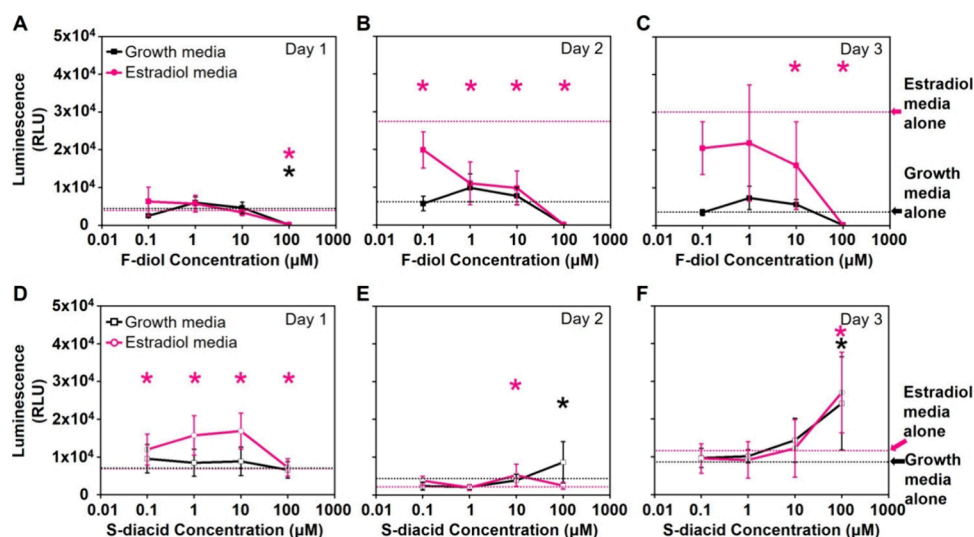 A
B
C
5x10⁴
4x10⁴
3x10⁴
2x10⁴
1x10⁴
0
Luminescence
(RLU)
Growth media
Estradiol media
Day 1
Day 2
Day 3
*
*
* * * *
* *
Estradiol
media
alone
Growth
media
alone
0.01 0.1 1 10 100 1000
0.01 0.1 1 10 100 1000
0.01 0.1 1 10 100 1000
F-diol Concentration (µM)
F-diol Concentration (µM)
F-diol Concentration (µM)
D
E
F
5x10⁴
4x10⁴
3x10⁴
2x10⁴
1x10⁴
0
Luminescence
(RLU)
Growth media
Estradiol media
Day 1
Day 2
Day 3
* * * *
* *
*
*
Estradiol
media
alone
Growth
media
alone
0.01 0.1 1 10 100 1000
0.01 0.1 1 10 100 1000
0.01 0.1 1 10 100 1000
S-diacid Concentration (µM)
S-diacid Concentration (µM)
S-diacid Concentration (µM)